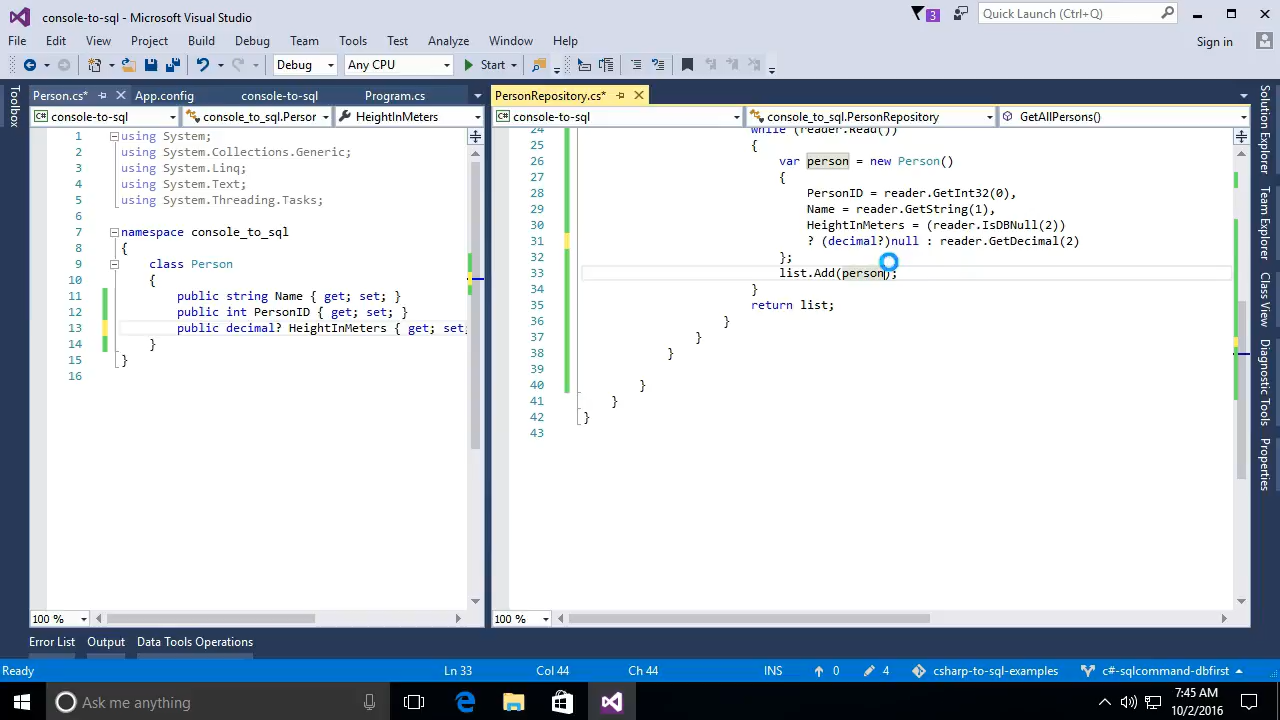 console-to-sql - Microsoft Visual Studio
3
Quick Launch (Ctrl+Q)
File Edit View Project Build Debug Team Tools Test Analyze Window Help
Sign in
Debug Any CPU Start
Toolbox
Person.cs* App.config console-to-sql Program.cs
console-to-sql console_to_sql.Persor HeightInMeters
1 using System;
2 using System.Collections.Generic;
3 using System.Linq;
4 using System.Text;
5 using System.Threading.Tasks;
6
7 namespace console_to_sql
8 {
9 class Person
10 {
11 public string Name { get; set; }
12 public int PersonID { get; set; }
13 public decimal? HeightInMeters { get; set;
14 }
15 }
16
100 %
PersonRepository.cs*
console-to-sql console_to_sql.PersonRepository GetAllPersons()
24 while (reader.Read())
25 {
26 var person = new Person()
27 {
28 PersonID = reader.GetInt32(0),
29 Name = reader.GetString(1),
30 HeightInMeters = (reader.IsDBNull(2))
31 ? (decimal?)null : reader.GetDecimal(2)
32 };
33 list.Add(person);
34 }
35 return list;
36 }
37 }
38 }
39
40 }
41 }
42 }
43
100 %
Solution Explorer
Team Explorer
Class View
Diagnostic Tools
Properties
Error List Output Data Tools Operations
Ready Ln 33 Col 44 Ch 44 INS 0 4 csharp-to-sql-examples c#-sqlcommand-dbfirst
Ask me anything
7:45 AM
10/2/2016